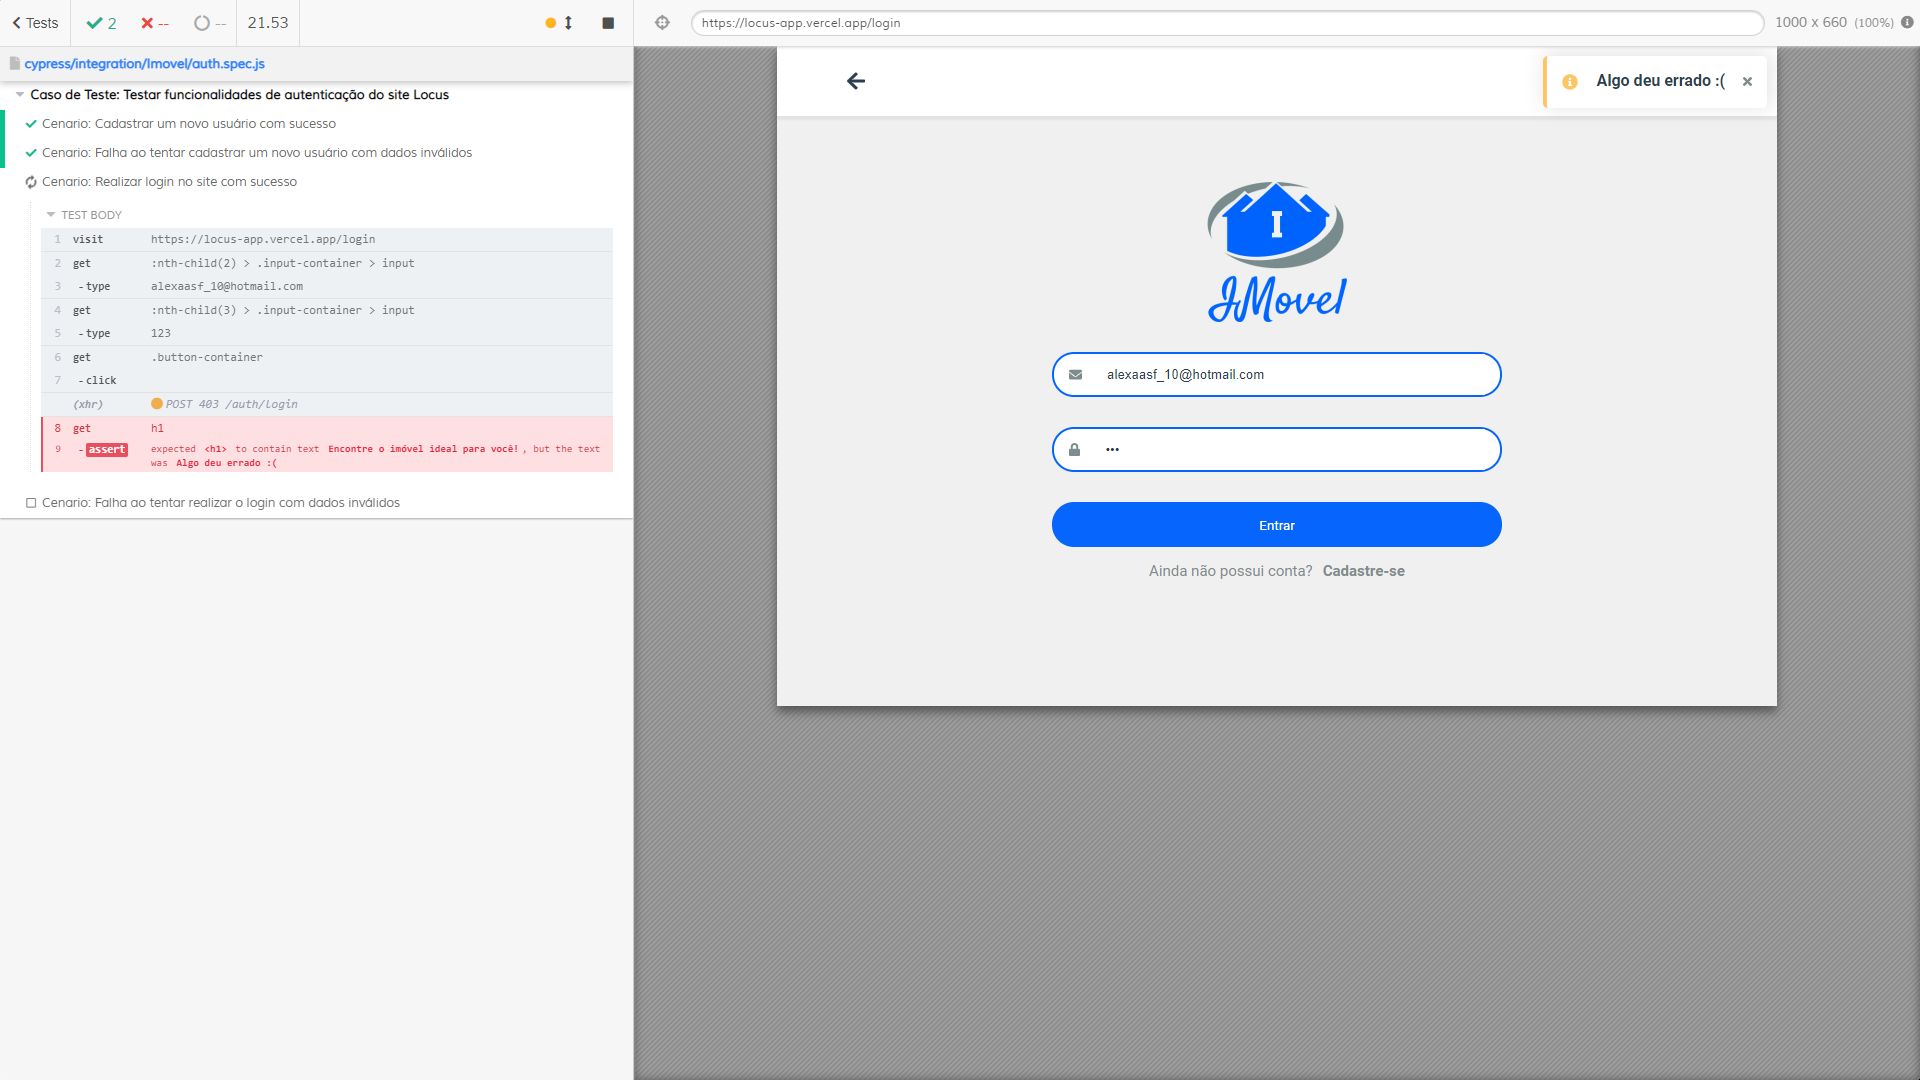 Tests
2
--
--
21.53
https://locus-app.vercel.app/login
1000 x 660 (100%)
cypress/integration/Imovel/auth.spec.js
Caso de Teste: Testar funcionalidades de autenticação do site Locus
Cenario: Cadastrar um novo usuário com sucesso
Cenario: Falha ao tentar cadastrar um novo usuário com dados inválidos
Cenario: Realizar login no site com sucesso
TEST BODY
1 visit https://locus-app.vercel.app/login
2 get :nth-child(2) > .input-container > input
3 -type alexaasf_10@hotmail.com
4 get :nth-child(3) > .input-container > input
5 -type 123
6 get .button-container
7 -click
(xhr) POST 403 /auth/login
8 get h1
9 -assert expected <h1> to contain text Encontre o imóvel ideal para você!, but the text
was Algo deu errado :(
Cenario: Falha ao tentar realizar o login com dados inválidos
Algo deu errado :(
I
IMovel
alexaasf_10@hotmail.com
•••
Entrar
Ainda não possui conta? Cadastre-se